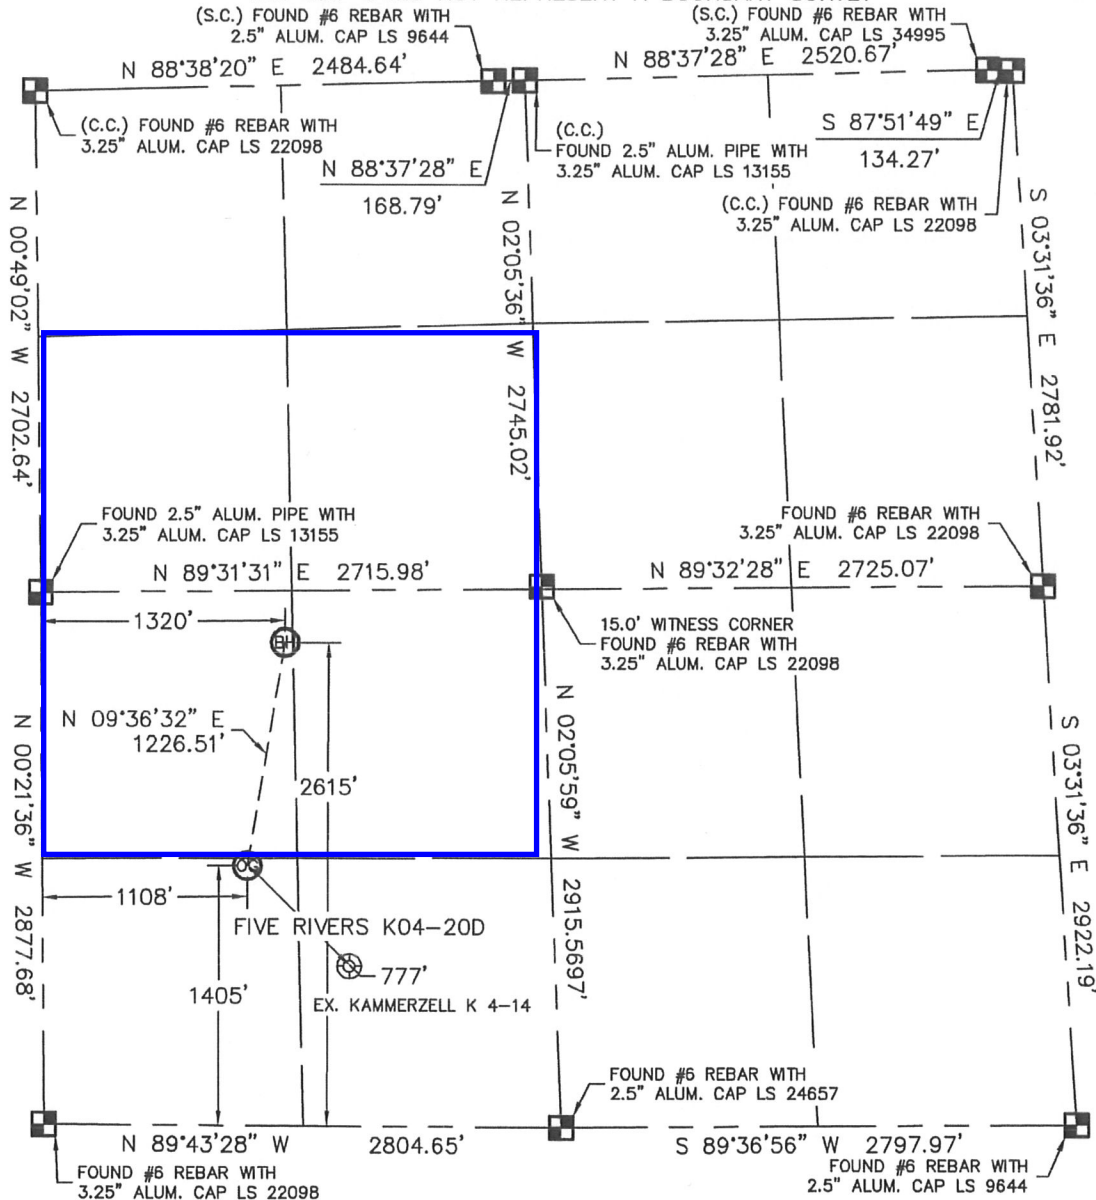 (S.C.) FOUND #6 REBAR WITH
2.5" ALUM. CAP LS 9644
(S.C.) FOUND #6 REBAR WITH
3.25" ALUM. CAP LS 34995
N 88°38'20" E 2484.64'
N 88°37'28" E 2520.67'
(C.C.) FOUND #6 REBAR WITH
3.25" ALUM. CAP LS 22098
N 88°37'28" E
168.79'
(C.C.)
FOUND 2.5" ALUM. PIPE WITH
3.25" ALUM. CAP LS 13155
S 87°51'49" E
134.27'
(C.C.) FOUND #6 REBAR WITH
3.25" ALUM. CAP LS 22098
N 00°49'02" W 2702.64'
N 02°05'36" W 2745.02'
S 03°31'36" E 2781.92'
FOUND 2.5" ALUM. PIPE WITH
3.25" ALUM. CAP LS 13155
FOUND #6 REBAR WITH
3.25" ALUM. CAP LS 22098
N 89°31'31" E 2715.98'
N 89°32'28" E 2725.07'
1320'
15.0' WITNESS CORNER
FOUND #6 REBAR WITH
3.25" ALUM. CAP LS 22098
BH
N 09°36'32" E
1226.51'
2615'
N 00°21'36" W 2877.68'
N 02°05'59" W 2915.5697'
S 03°31'36" E 2922.19'
1108'
FIVE RIVERS K04-20D
777'
1405'
EX. KAMMERZELL K 4-14
FOUND #6 REBAR WITH
2.5" ALUM. CAP LS 24657
N 89°43'28" W 2804.65'
S 89°36'56" W 2797.97'
FOUND #6 REBAR WITH
3.25" ALUM. CAP LS 22098
FOUND #6 REBAR WITH
2.5" ALUM. CAP LS 9644